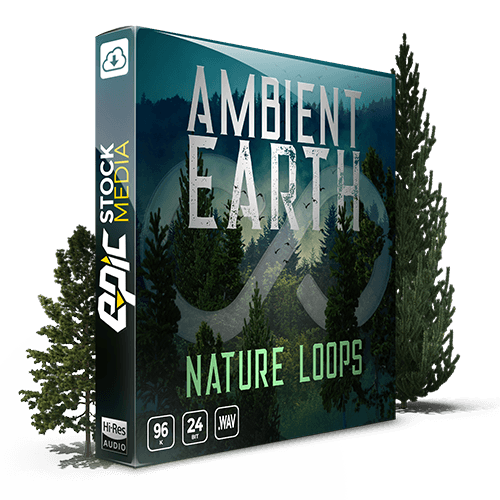 AMBIENT
EARTH
NATURE LOOPS
96
K
24
BIT
.WAV
epic STOCK
MEDIA
Hi-Res
AUDIO